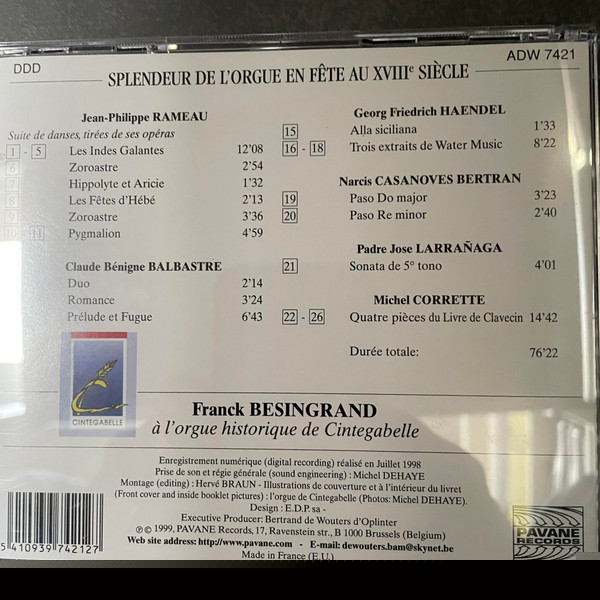 DDD
ADW 7421
SPLENDEUR DE L'ORGUE EN FÊTE AU XVIIIe SIÈCLE
Jean-Philippe RAMEAU
Suite de danses, tirées de ses opéras
1 - 5 Les Indes Galantes 12'08
6 Zoroastre 2'54
7 Hippolyte et Aricie 1'32
8 Les Fêtes d'Hébé 2'13
9 Zoroastre 3'36
10 11 Pygmalion 4'59
Claude Bénigne BALBASTRE
Duo 2'14
Romance 3'24
Prélude et Fugue 6'43
Georg Friedrich HAENDEL
15 Alla siciliana 1'33
16 - 18 Trois extraits de Water Music 8'22
Narcis CASANOVES BERTRAN
19 Paso Do major 3'23
20 Paso Re minor 2'40
Padre Jose LARRAÑAGA
21 Sonata de 5° tono 4'01
Michel CORRETTE
22 - 26 Quatre pièces du Livre de Clavecin 14'42
Durée totale: 76'22
CINTEGABELLE
Franck BESINGRAND
à l'orgue historique de Cintegabelle
Enregistrement numérique (digital recording) réalisé en Juillet 1998
Prise de son et régie générale (sound engineering) : Michel DEHAYE
Montage (editing) : Hervé BRAUN - Illustrations de couverture et à l'intérieur du livret
(Front cover and inside booklet pictures) : l'orgue de Cintegabelle (Photos: Michel DEHAYE).
Design : E.D.P. sa -
Executive Producer: Bertrand de Wouters d'Oplinter
℗ © 1999, PAVANE Records, 17, Ravenstein str., B 1000 Brussels (Belgium)
Web site address: http://www.pavane.com - E-mail: dewouters.bam@skynet.be
Made in France (E.U.)
5 410939 742127
PAVANE
RECORDS